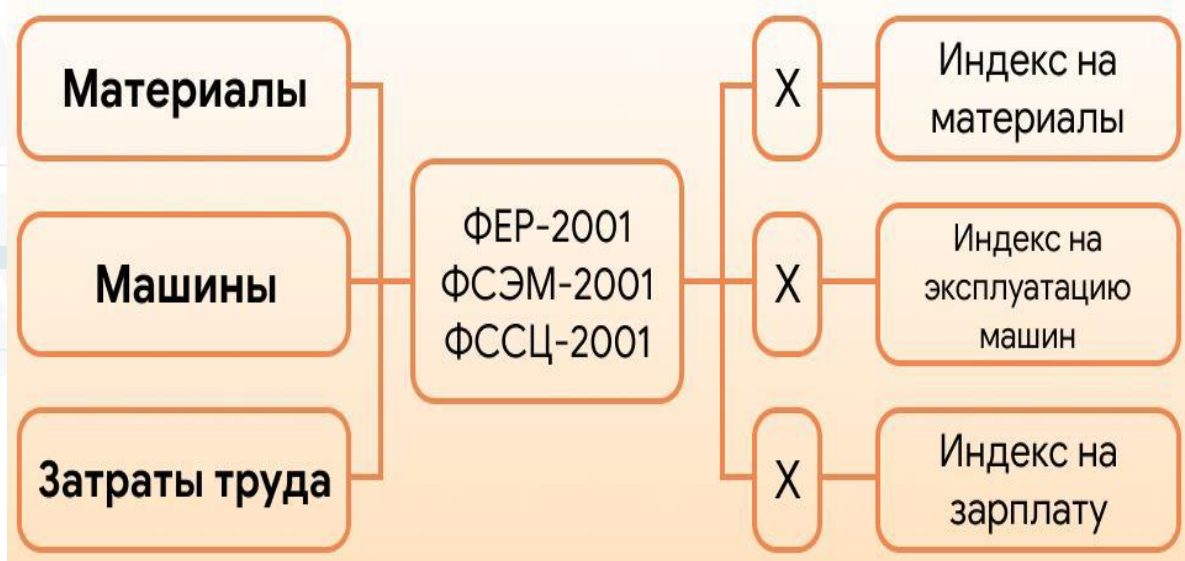 Материалы
Машины
Затраты труда
ФЕР-2001
ФСЭМ-2001
ФССЦ-2001
Х
Индекс на
материалы
Х
Индекс на
эксплуатацию
машин
Х
Индекс на
зарплату